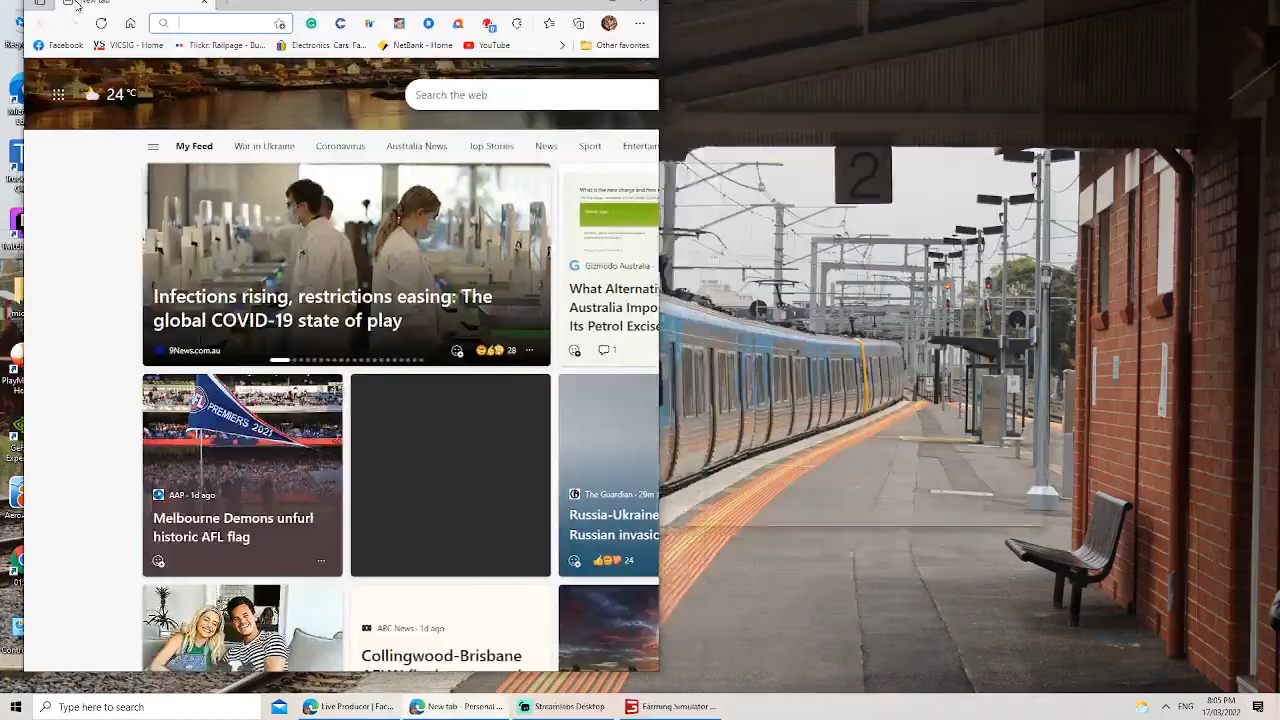 New tab
Facebook
VICSIG - Home
Flickr: Railpage - Bu...
Electronics, Cars, Fa...
NetBank - Home
YouTube
Other favorites
24 °C
Search the web
My Feed
War in Ukraine
Coronavirus
Australia News
Top Stories
News
Sport
Entertain
Infections rising, restrictions easing: The
global COVID-19 state of play
9News.com.au
28
Gizmodo Australia
What Alternati
Australia Impo
Its Petrol Excise
1
PREMIERS 2021
AAP · 1d ago
Melbourne Demons unfurl
historic AFL flag
The Guardian · 29m
Russia-Ukraine
Russian invasic
24
ABC News · 1d ago
Collingwood-Brisbane
2
Type here to search
Live Producer | Fac...
New tab - Personal ...
Streamlabs Desktop
Farming Simulator ...
ENG
8:05 PM
17/03/2022